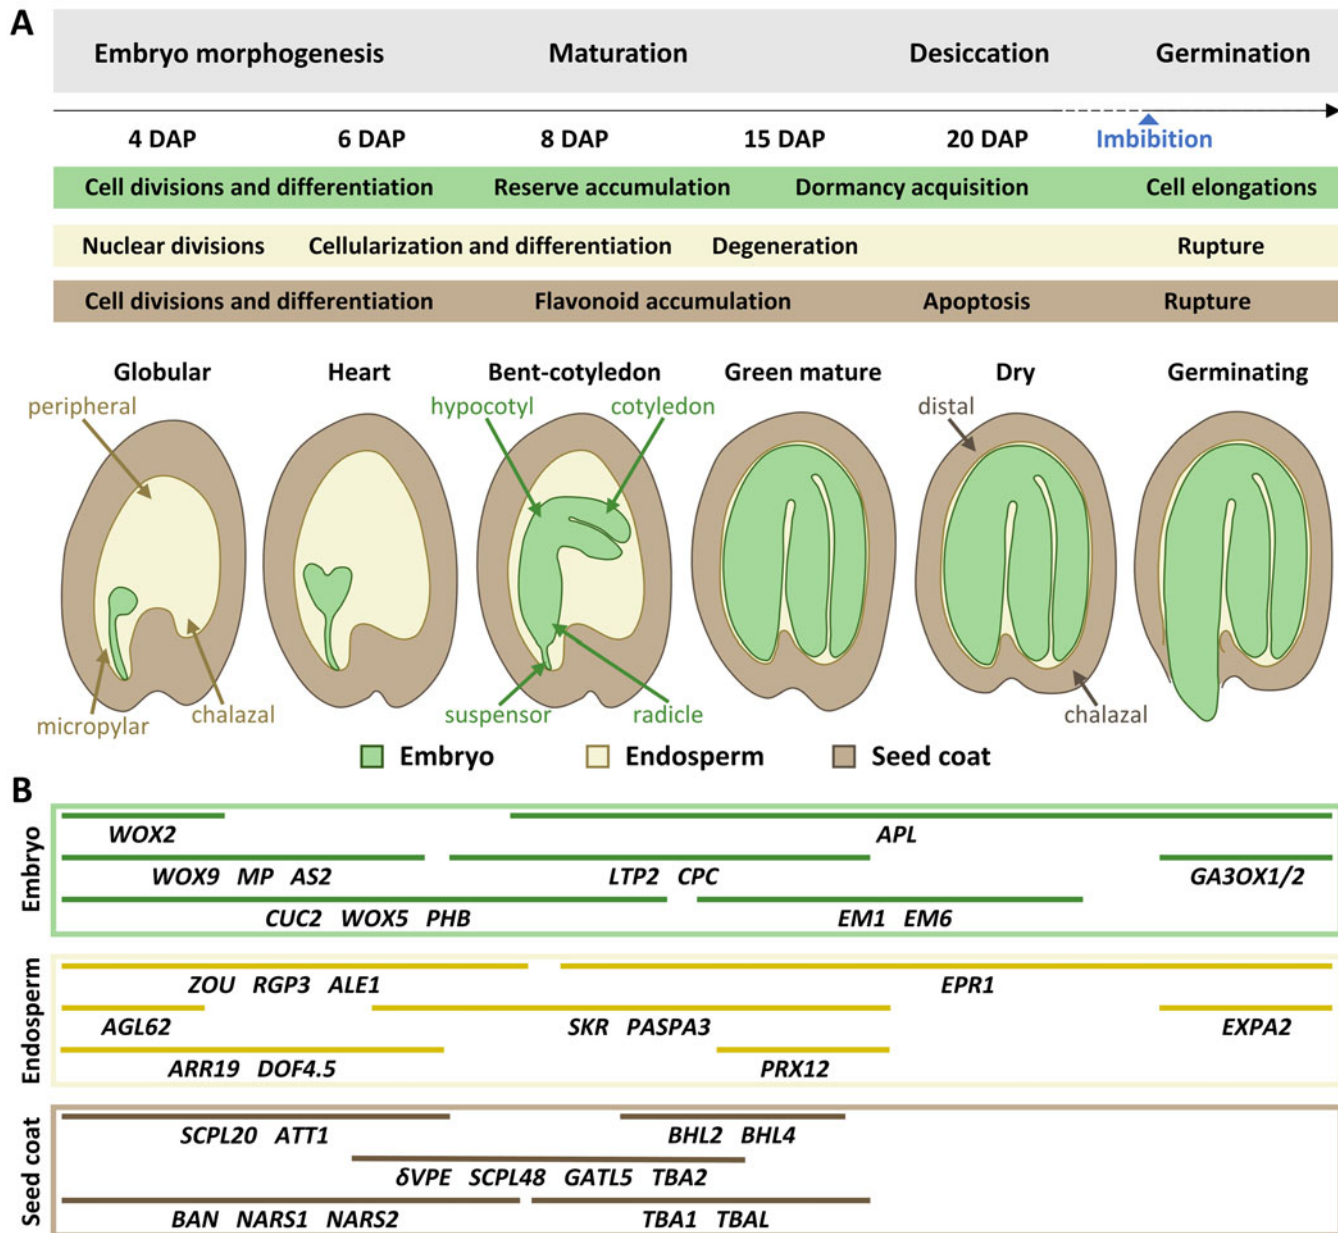 A
Embryo morphogenesis Maturation Desiccation Germination
4 DAP 6 DAP 8 DAP 15 DAP 20 DAP Imbibition
Cell divisions and differentiation Reserve accumulation Dormancy acquisition Cell elongations
Nuclear divisions Cellularization and differentiation Degeneration Rupture
Cell divisions and differentiation Flavonoid accumulation Apoptosis Rupture
Globular Heart Bent-cotyledon Green mature Dry Germinating
peripheral hypocotyl cotyledon distal
micropylar chalazal suspensor radicle chalazal
Embryo Endosperm Seed coat
B
Embryo
WOX2 APL
WOX9 MP AS2 LTP2 CPC GA3OX1/2
CUC2 WOX5 PHB EM1 EM6
Endosperm
ZOU RGP3 ALE1 EPR1
AGL62 SKR PASPA3 EXPA2
ARR19 DOF4.5 PRX12
Seed coat
SCPL20 ATT1 BHL2 BHL4
δVPE SCPL48 GATL5 TBA2
BAN NARS1 NARS2 TBA1 TBAL